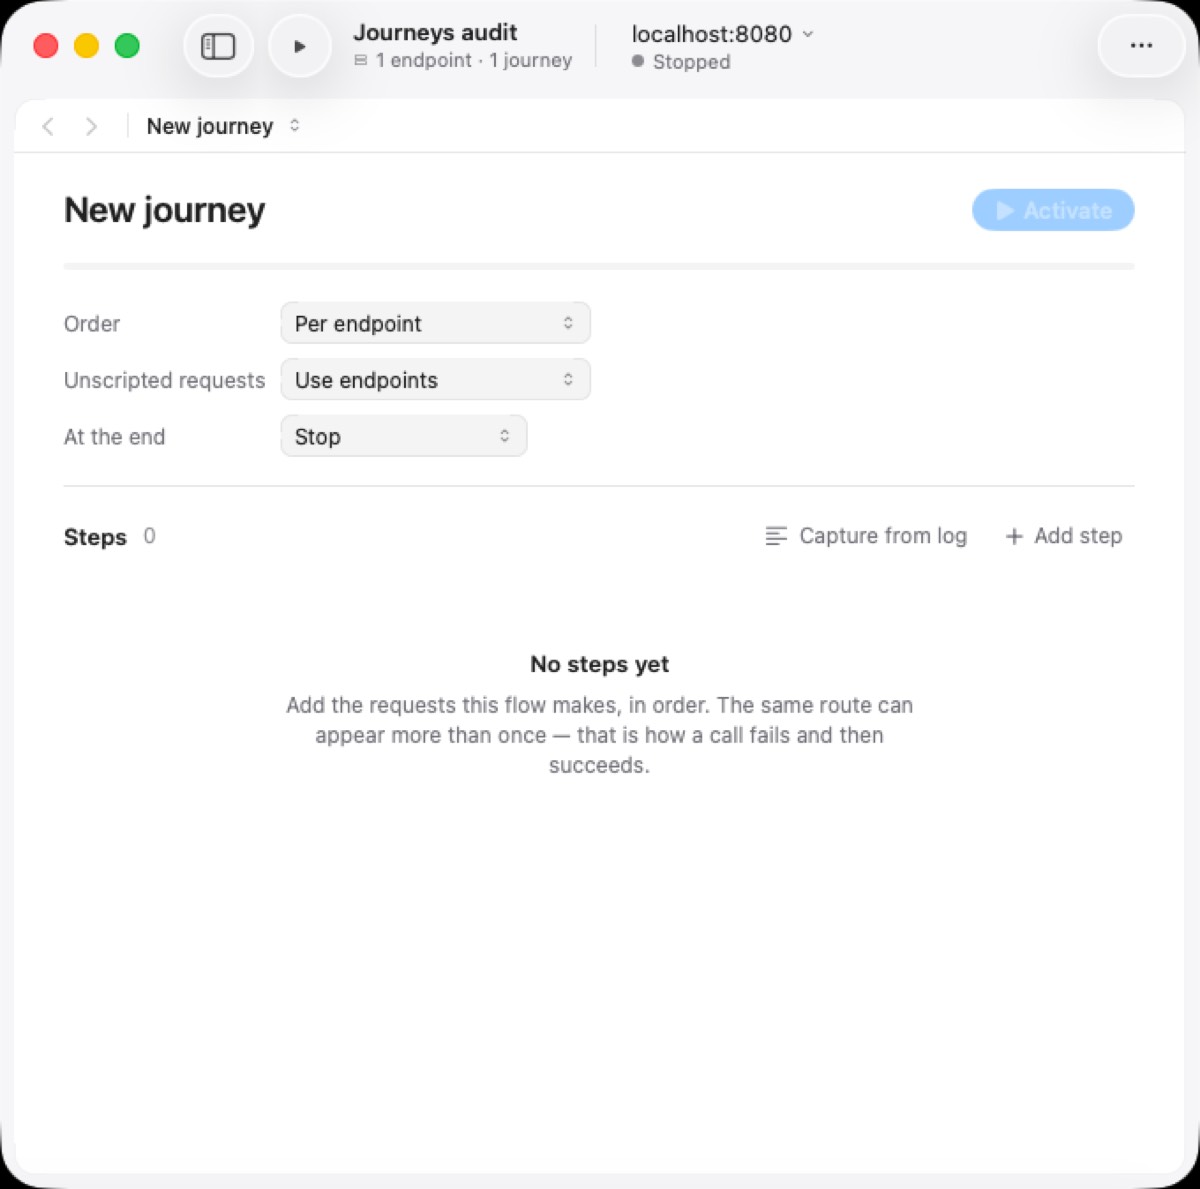 Journeys audit
1 endpoint · 1 journey
localhost:8080
Stopped
New journey
New journey
Activate
Order
Per endpoint
Unscripted requests
Use endpoints
At the end
Stop
Steps 0
Capture from log
+ Add step
No steps yet
Add the requests this flow makes, in order. The same route can
appear more than once — that is how a call fails and then
succeeds.